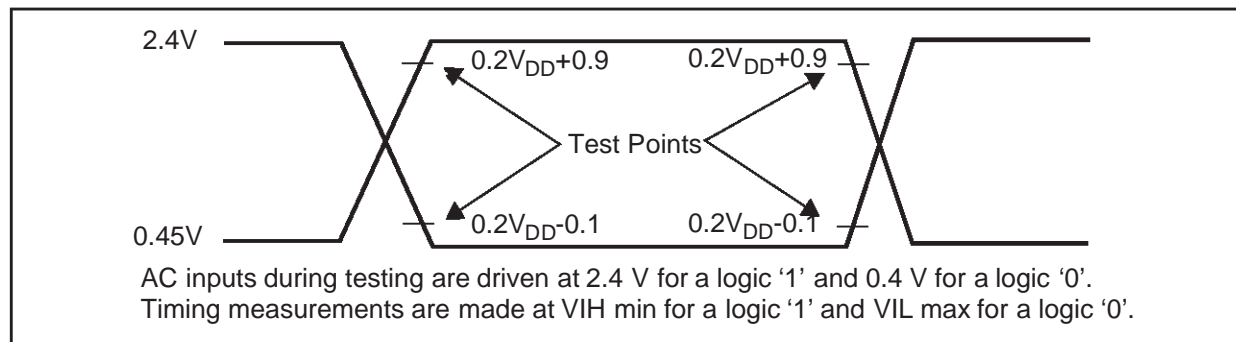 2.4V
0.2VDD+0.9 0.2VDD+0.9
Test Points
0.2VDD-0.1 0.2VDD-0.1
0.45V
AC inputs during testing are driven at 2.4 V for a logic ‘1’ and 0.4 V for a logic ‘0’.
Timing measurements are made at VIH min for a logic ‘1’ and VIL max for a logic ‘0’.